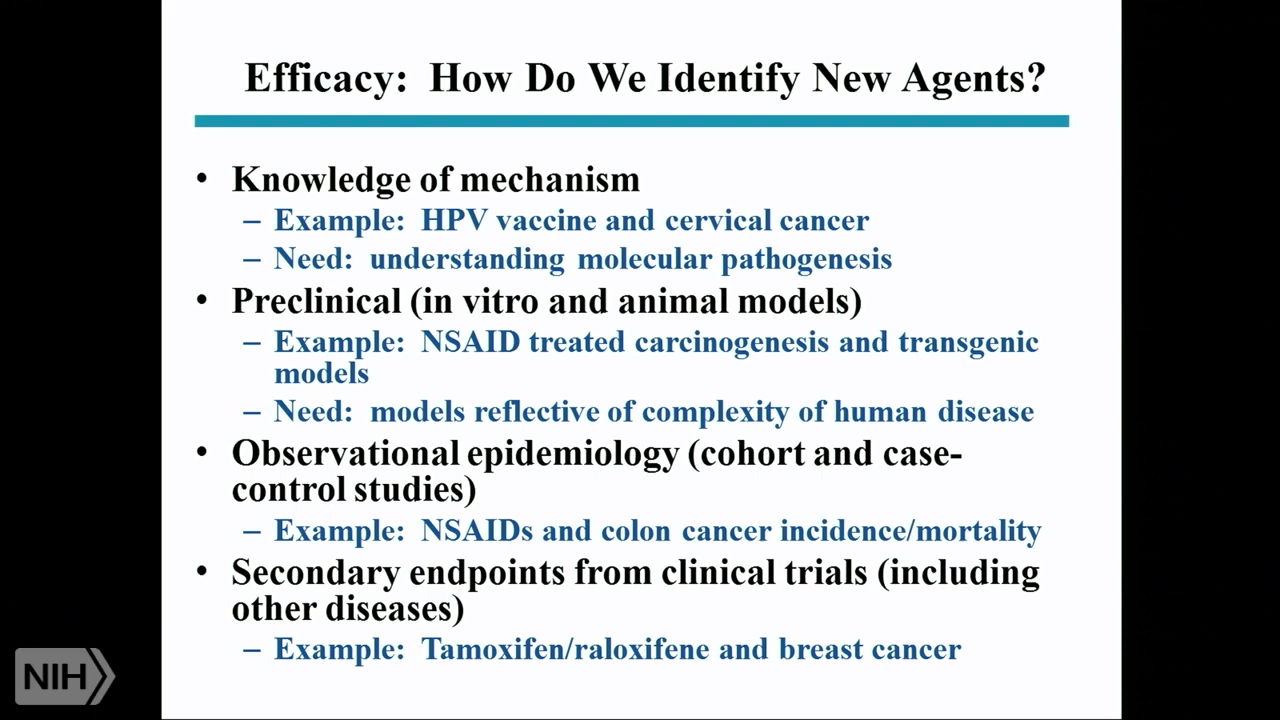 Efficacy: How Do We Identify New Agents?
• Knowledge of mechanism
– Example: HPV vaccine and cervical cancer
– Need: understanding molecular pathogenesis
• Preclinical (in vitro and animal models)
– Example: NSAID treated carcinogenesis and transgenic
models
– Need: models reflective of complexity of human disease
• Observational epidemiology (cohort and case-
control studies)
– Example: NSAIDs and colon cancer incidence/mortality
• Secondary endpoints from clinical trials (including
other diseases)
– Example: Tamoxifen/raloxifene and breast cancer
NIH